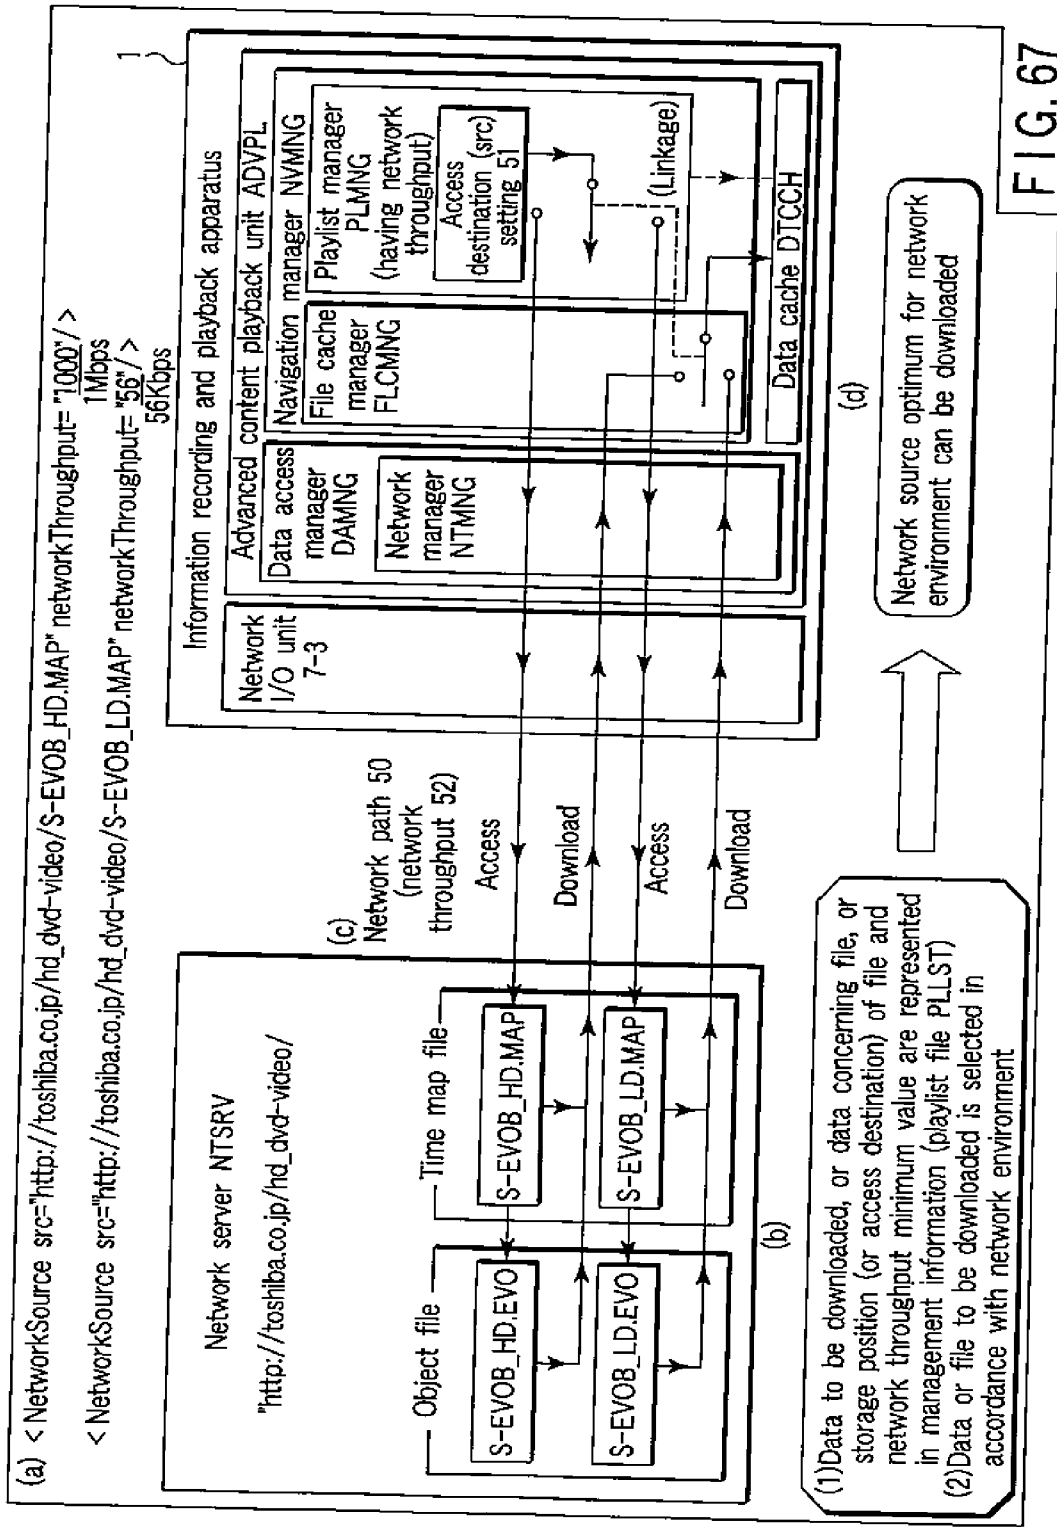 (a) <NetworkSource src="http://toshiba.co.jp/hd_dvd-video/S-EVOB_HD.MAP" networkThroughput="1000"/>
1Mbps
<NetworkSource src="http://toshiba.co.jp/hd_dvd-video/S-EVOB_LD.MAP" networkThroughput="56"/>
56Kbps
Network server NTSRV
"http://toshiba.co.jp/hd_dvd-video/
Object file
S-EVOB_HD.EVO
S-EVOB_LD.EVO
Time map file
S-EVOB_HD.MAP
S-EVOB_LD.MAP
(b)
(c)
Network path 50
(network
throughput 52)
Access
Download
Access
Download
1
Information recording and playback apparatus
Network
I/O unit
7-3
Advanced content playback unit ADVPL
Data access
manager
DAMNG
Network
manager
NTMNG
Navigation manager NVMNG
File cache
manager
FLCMNG
Playlist manager
PLMNG
(having network
throughput)
Access
destination (src)
setting 51
(Linkage)
Data cache DTCCH
(d)
(1)Data to be downloaded, or data concerning file, or
storage position (or access destination) of file and
network throughput minimum value are represented
in management information (playlist file PLLST)
(2)Data or file to be downloaded is selected in
accordance with network environment
Network source optimum for network
environment can be downloaded
FIG. 67